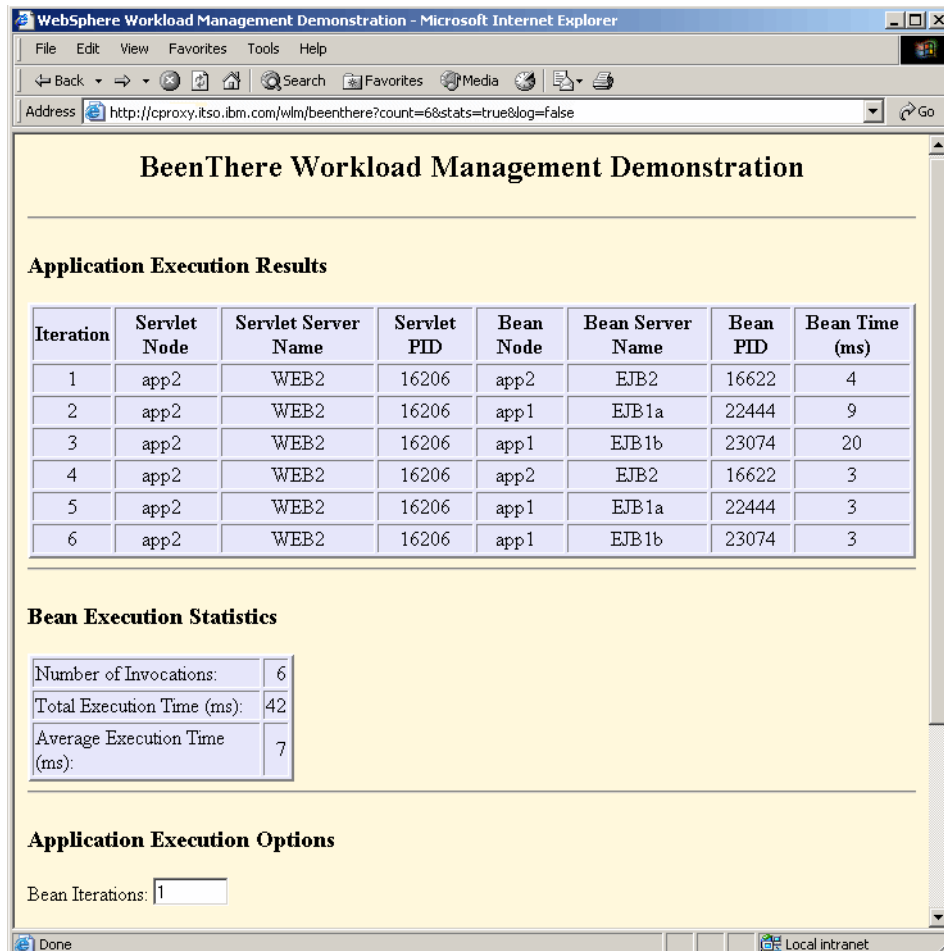 WebSphere Workload Management Demonstration - Microsoft Internet Explorer
File Edit View Favorites Tools Help
Back Search Favorites Media
Address http://cproxy.itso.ibm.com/wlm/beenthere?count=6&stats=true&log=false Go
BeenThere Workload Management Demonstration
Application Execution Results
Iteration Servlet Node Servlet Server Name Servlet PID Bean Node Bean Server Name Bean PID Bean Time (ms)
1 app2 WEB2 16206 app2 EJB2 16622 4
2 app2 WEB2 16206 app1 EJB1a 22444 9
3 app2 WEB2 16206 app1 EJB1b 23074 20
4 app2 WEB2 16206 app2 EJB2 16622 3
5 app2 WEB2 16206 app1 EJB1a 22444 3
6 app2 WEB2 16206 app1 EJB1b 23074 3
Bean Execution Statistics
Number of Invocations: 6
Total Execution Time (ms): 42
Average Execution Time (ms): 7
Application Execution Options
Bean Iterations: 1
Done Local intranet